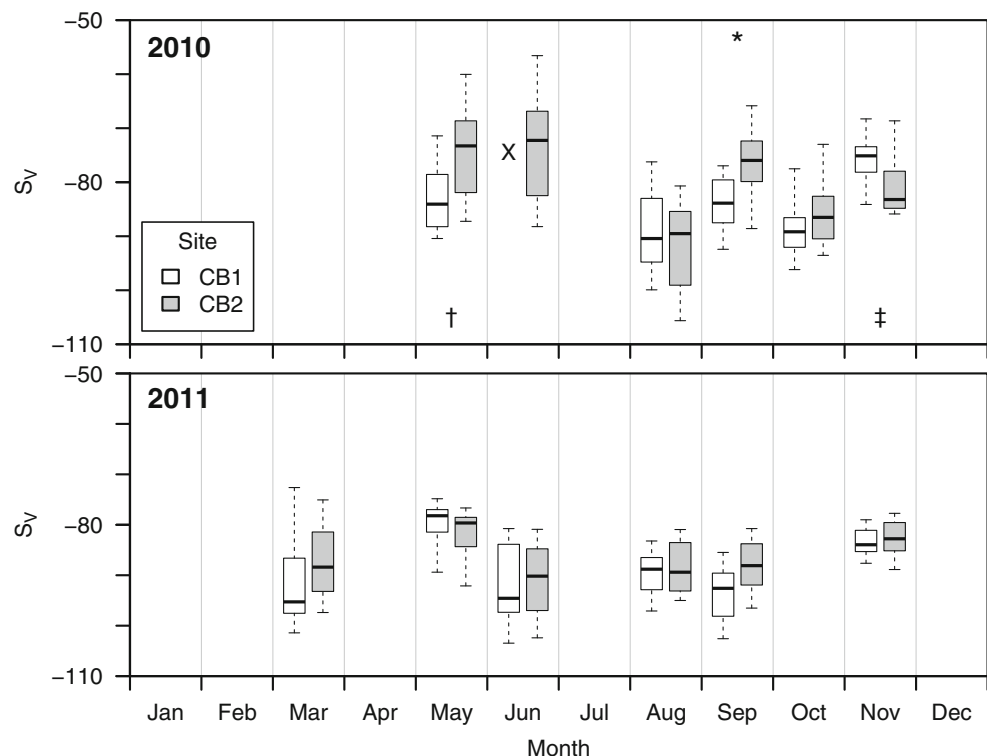 −50
2010
*
X
−80
Sv
Site
CB1
CB2
†
‡
−110
−50
2011
−80
Sv
−110
Jan Feb Mar Apr May Jun Jul Aug Sep Oct Nov Dec
Month